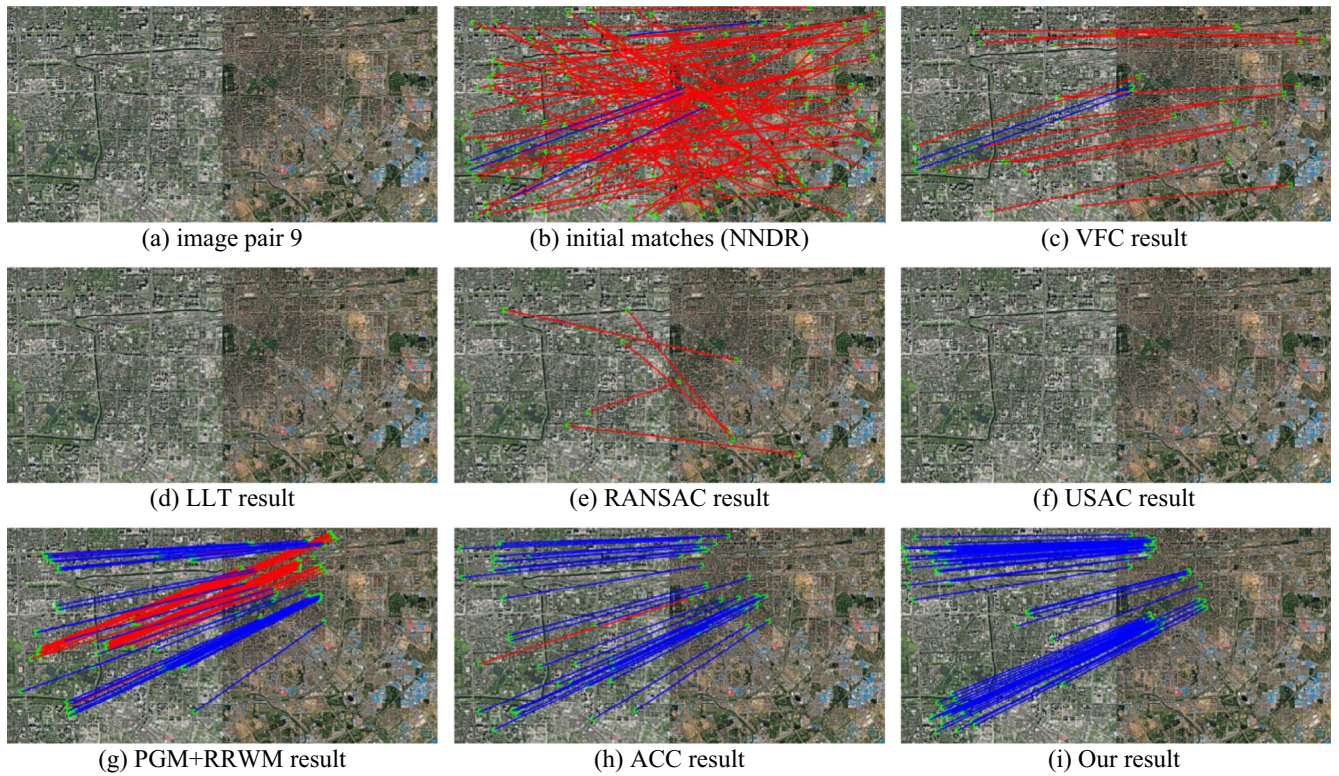 (a) image pair 9
(b) initial matches (NNDR)
(c) VFC result
(d) LLT result
(e) RANSAC result
(f) USAC result
(g) PGM+RRWM result
(h) ACC result
(i) Our result